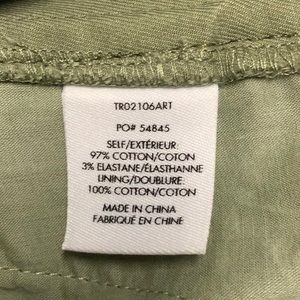 TR02106ART
PO# 54845
SELF/EXTÉRIEUR:
97% COTTON/COTON
3% ELASTANE/ÉLASTHANNE
LINING/DOUBLURE:
100% COTTON/COTON
MADE IN CHINA
FABRIQUÉ EN CHINE